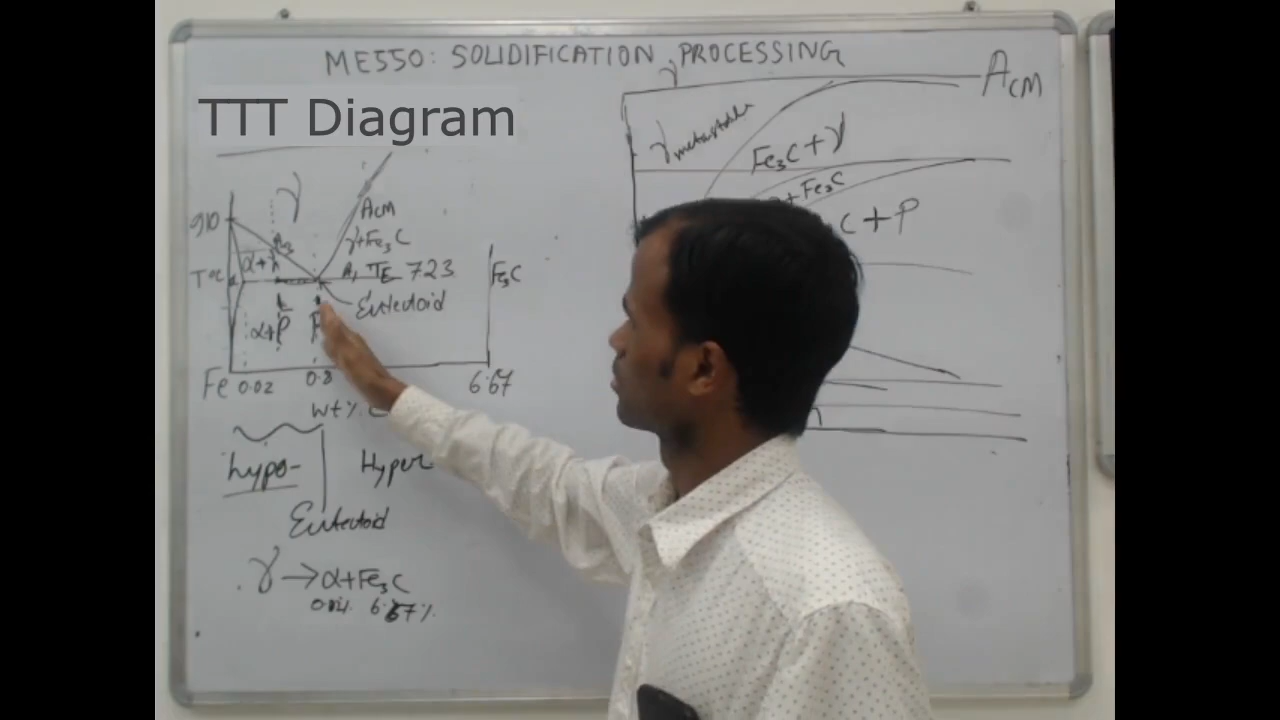 ME550: SOLIDIFICATION PROCESSING
TTT Diagram
γ
910
A₃
α+γ
T°C
α+P
Fe
0.02
0.8
wt%. C
Acm
γ+Fe₃C
A₁ TE 723
Eutectoid
P
Fe₃C
6.67
hypo-
Hyper
Eutectoid
γ → α+Fe₃C
6.67%.
γ
ACM
γ metastable
Fe₃C + γ
+ Fe₃C
C + P